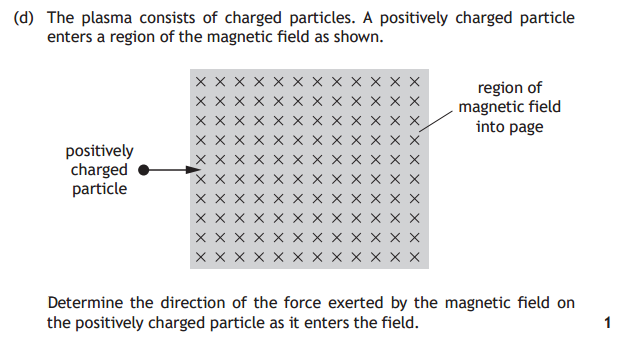 (d) The plasma consists of charged particles. A positively charged particle
enters a region of the magnetic field as shown.
region of
magnetic field
into page
positively
charged
particle
Determine the direction of the force exerted by the magnetic field on
the positively charged particle as it enters the field. 1